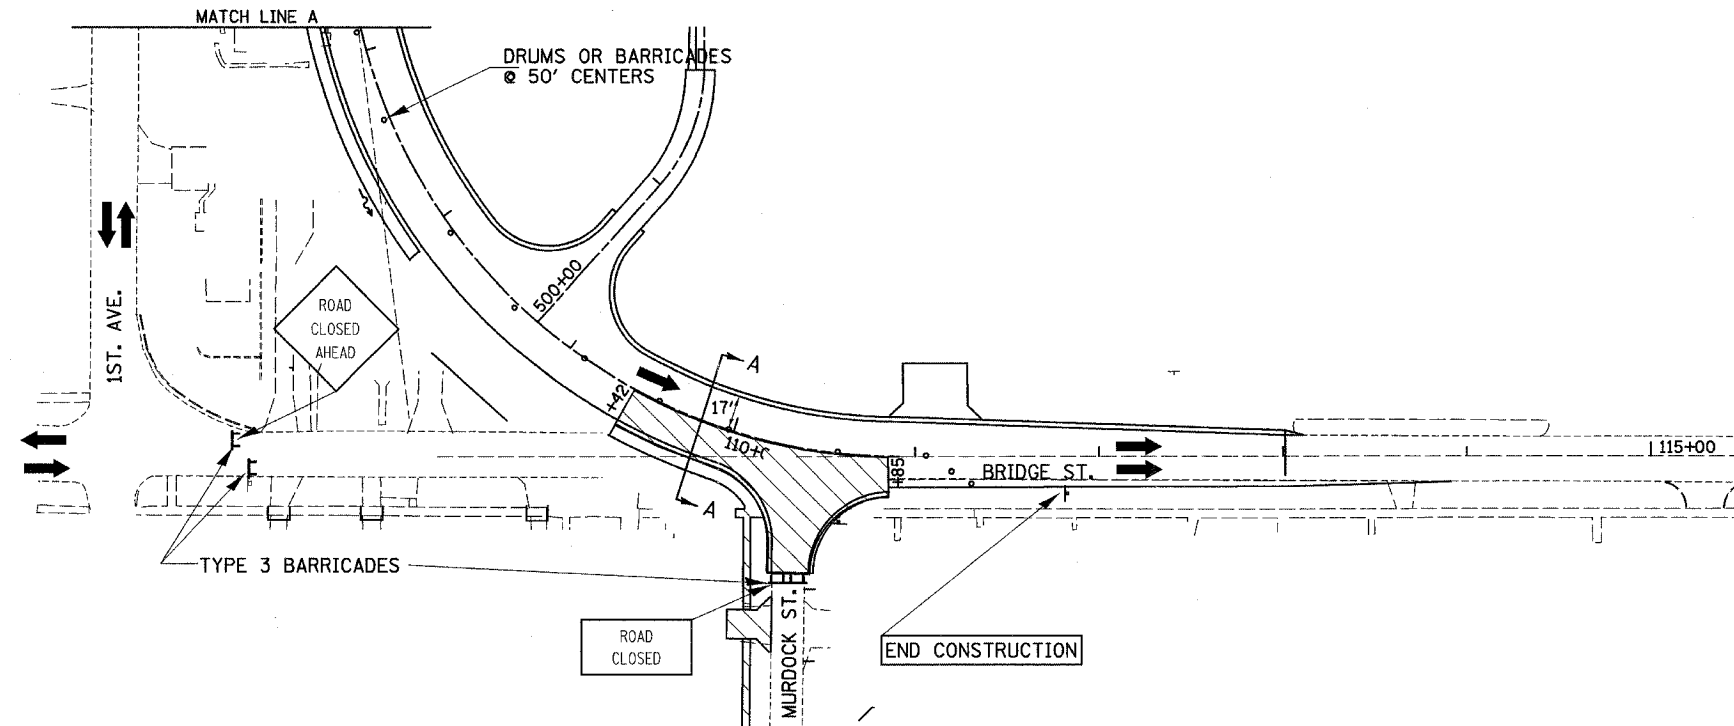 MATCH LINE A
DRUMS OR BARRICADES
@ 50' CENTERS
1ST. AVE.
ROAD
CLOSED
AHEAD
500+00
A
+42
17'
110+0
+85
BRIDGE ST.
115+00
A
TYPE 3 BARRICADES
ROAD
CLOSED
MURDOCK ST.
END CONSTRUCTION